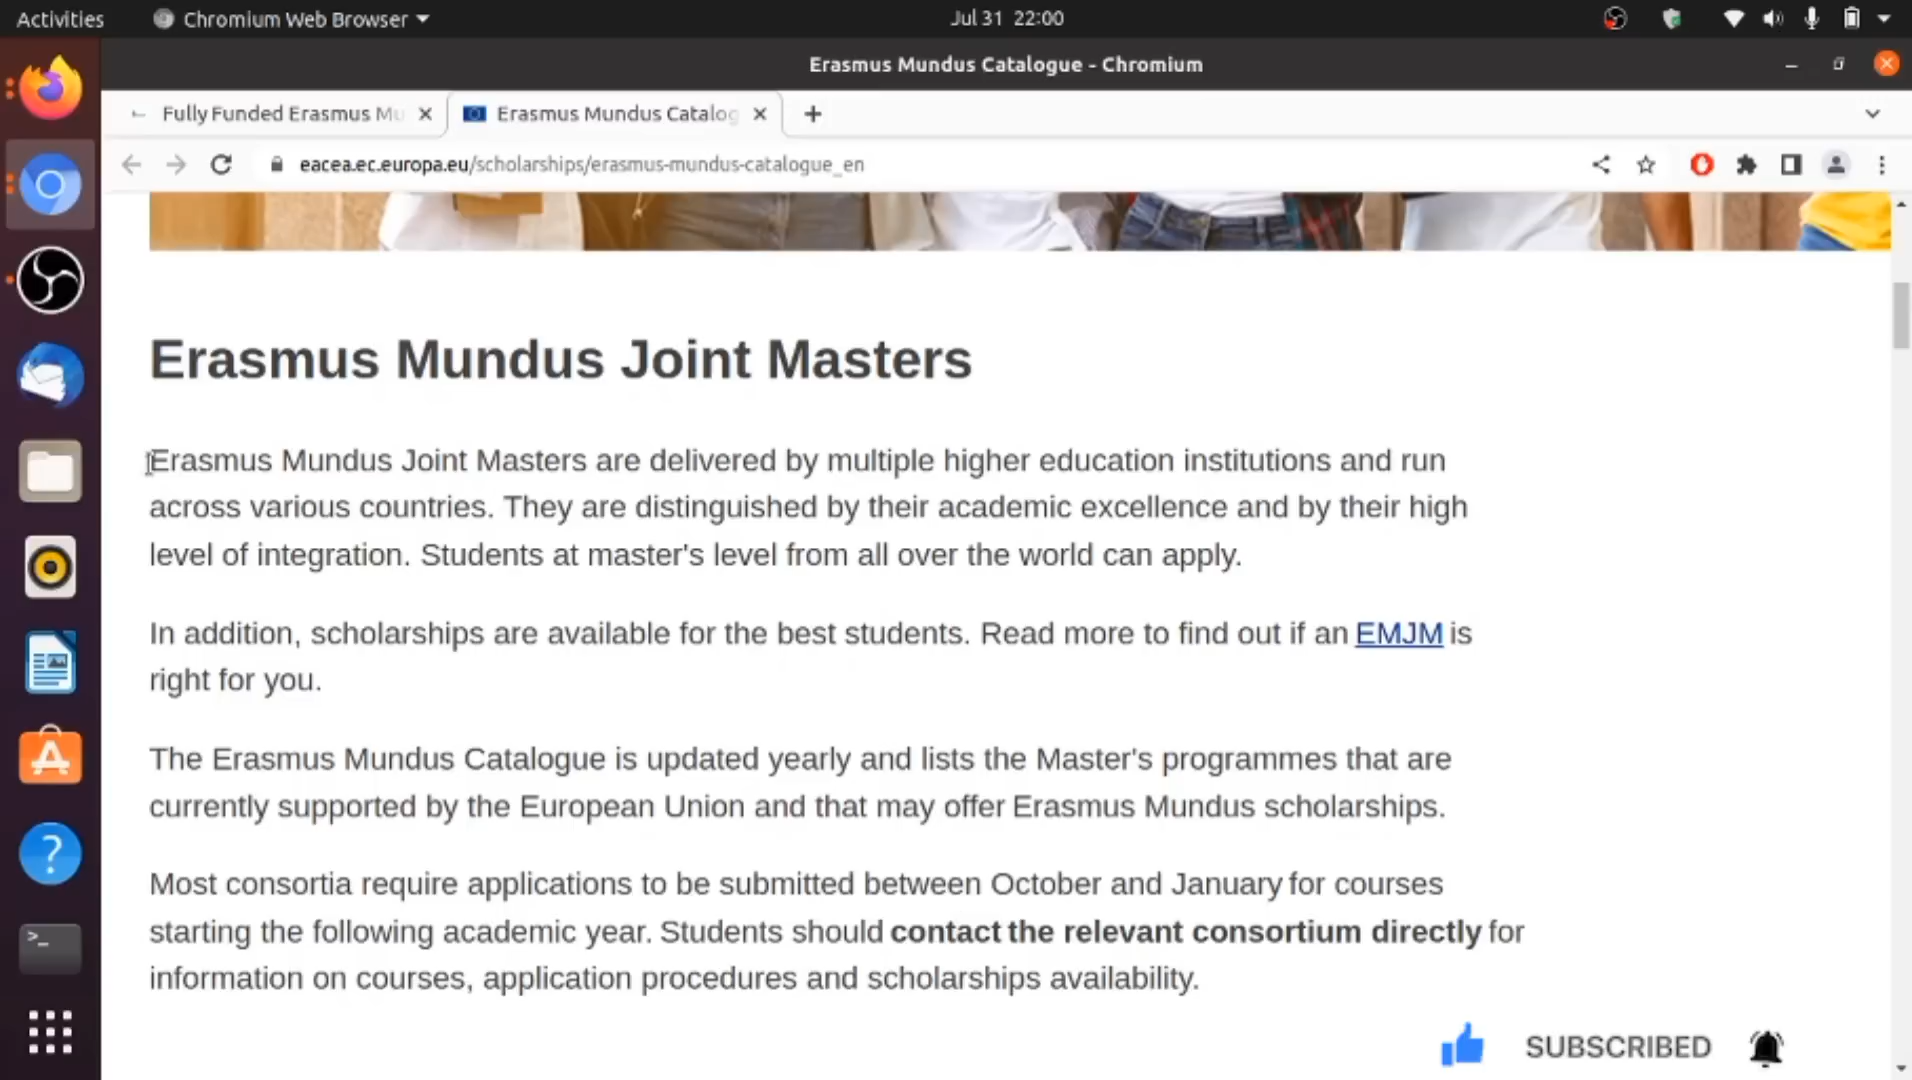 Activities Chromium Web Browser Jul 31 22:00
Erasmus Mundus Catalogue - Chromium
Fully Funded Erasmus Mu Erasmus Mundus Catalog
eacea.ec.europa.eu/scholarships/erasmus-mundus-catalogue_en
Erasmus Mundus Joint Masters
Erasmus Mundus Joint Masters are delivered by multiple higher education institutions and run
across various countries. They are distinguished by their academic excellence and by their high
level of integration. Students at master's level from all over the world can apply.
In addition, scholarships are available for the best students. Read more to find out if an EMJM is
right for you.
The Erasmus Mundus Catalogue is updated yearly and lists the Master's programmes that are
currently supported by the European Union and that may offer Erasmus Mundus scholarships.
Most consortia require applications to be submitted between October and January for courses
starting the following academic year. Students should contact the relevant consortium directly for
information on courses, application procedures and scholarships availability.
SUBSCRIBED